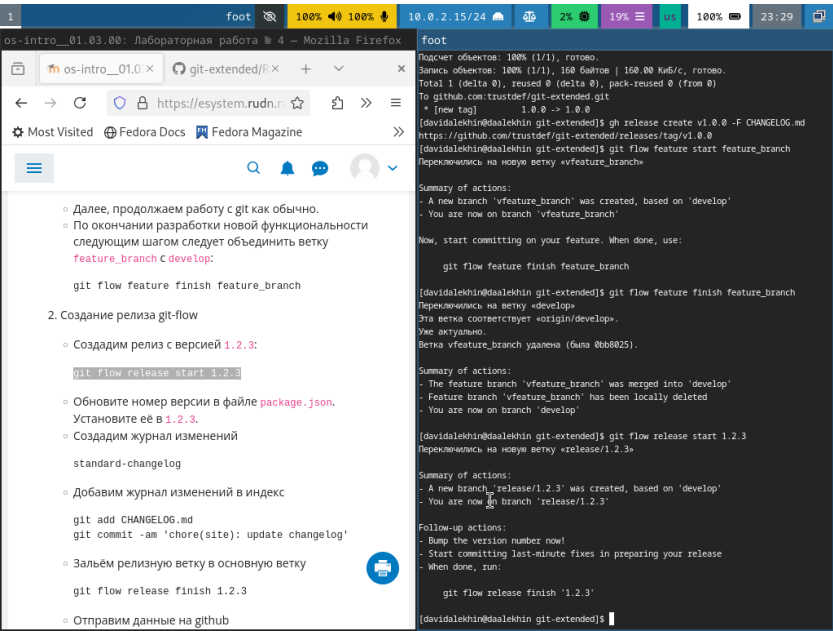 1
foot
100%
100%
10.0.2.15/24
2%
19%
us
100%
23:29
os-intro__01.03.00: Лабораторная работа № 4 — Mozilla Firefox
os-intro__01.0
git-extended/R
https://esystem.rudn.r
Most Visited
Fedora Docs
Fedora Magazine
Далее, продолжаем работу с git как обычно.
По окончании разработки новой функциональности
следующим шагом следует объединить ветку
feature_branch с develop:
git flow feature finish feature_branch
2. Создание релиза git-flow
Создадим релиз с версией 1.2.3:
git flow release start 1.2.3
Обновите номер версии в файле package.json.
Установите её в 1.2.3.
Создадим журнал изменений
standard-changelog
Добавим журнал изменений в индекс
git add CHANGELOG.md
git commit -am 'chore(site): update changelog'
Зальём релизную ветку в основную ветку
git flow release finish 1.2.3
Отправим данные на github
foot
Подсчет объектов: 100% (1/1), готово.
Запись объектов: 100% (1/1), 160 байтов | 160.00 КиБ/с, готово.
Total 1 (delta 0), reused 0 (delta 0), pack-reused 0 (from 0)
To github.com:trustdef/git-extended.git
* [new tag] 1.0.0 -> 1.0.0
[davidalekhin@daalekhin git-extended]$ gh release create v1.0.0 -F CHANGELOG.md
https://github.com/trustdef/git-extended/releases/tag/v1.0.0
[davidalekhin@daalekhin git-extended]$ git flow feature start feature_branch
Переключились на новую ветку «vfeature_branch»
Summary of actions:
- A new branch 'vfeature_branch' was created, based on 'develop'
- You are now on branch 'vfeature_branch'
Now, start committing on your feature. When done, use:
git flow feature finish feature_branch
[davidalekhin@daalekhin git-extended]$ git flow feature finish feature_branch
Переключились на ветку «develop»
Эта ветка соответствует «origin/develop».
Уже актуально.
Ветка vfeature_branch удалена (была 0bb8025).
Summary of actions:
- The feature branch 'vfeature_branch' was merged into 'develop'
- Feature branch 'vfeature_branch' has been locally deleted
- You are now on branch 'develop'
[davidalekhin@daalekhin git-extended]$ git flow release start 1.2.3
Переключились на новую ветку «release/1.2.3»
Summary of actions:
- A new branch 'release/1.2.3' was created, based on 'develop'
- You are now on branch 'release/1.2.3'
Follow-up actions:
- Bump the version number now!
- Start committing last-minute fixes in preparing your release
- When done, run:
git flow release finish '1.2.3'
[davidalekhin@daalekhin git-extended]$